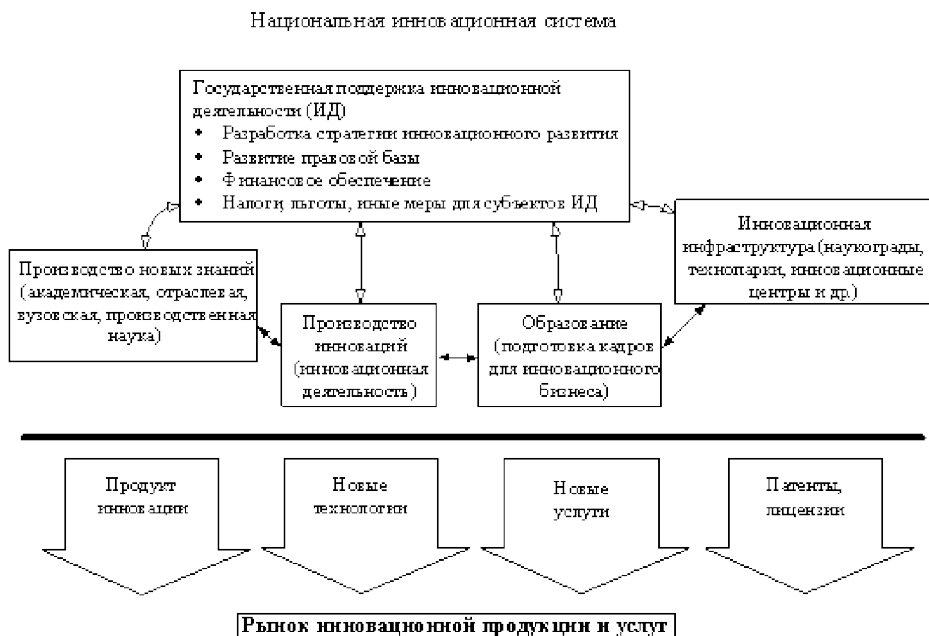 Национальная инновационная система
Государственная поддержка инновационной
деятельности (ИД)
• Разработка стратегии инновационного развития
• Развитие правовой базы
• Финансовое обеспечение
• Налоги, льготы, иные меры для субъектов ИД
Производство новых знаний
(академическая, отраслевая,
вузовская, производственная
наука)
Производство
инноваций
(инновационная
деятельность)
Образование
(подготовка кадров
для инновационного
бизнеса)
Инновационная
инфраструктура (наукограды,
технопарки, инновационные
центры и др.)
Продукт
инновации
Новые
технологии
Новые
услуги
Патенты,
лицензии
Рынок инновационной продукции и услуг